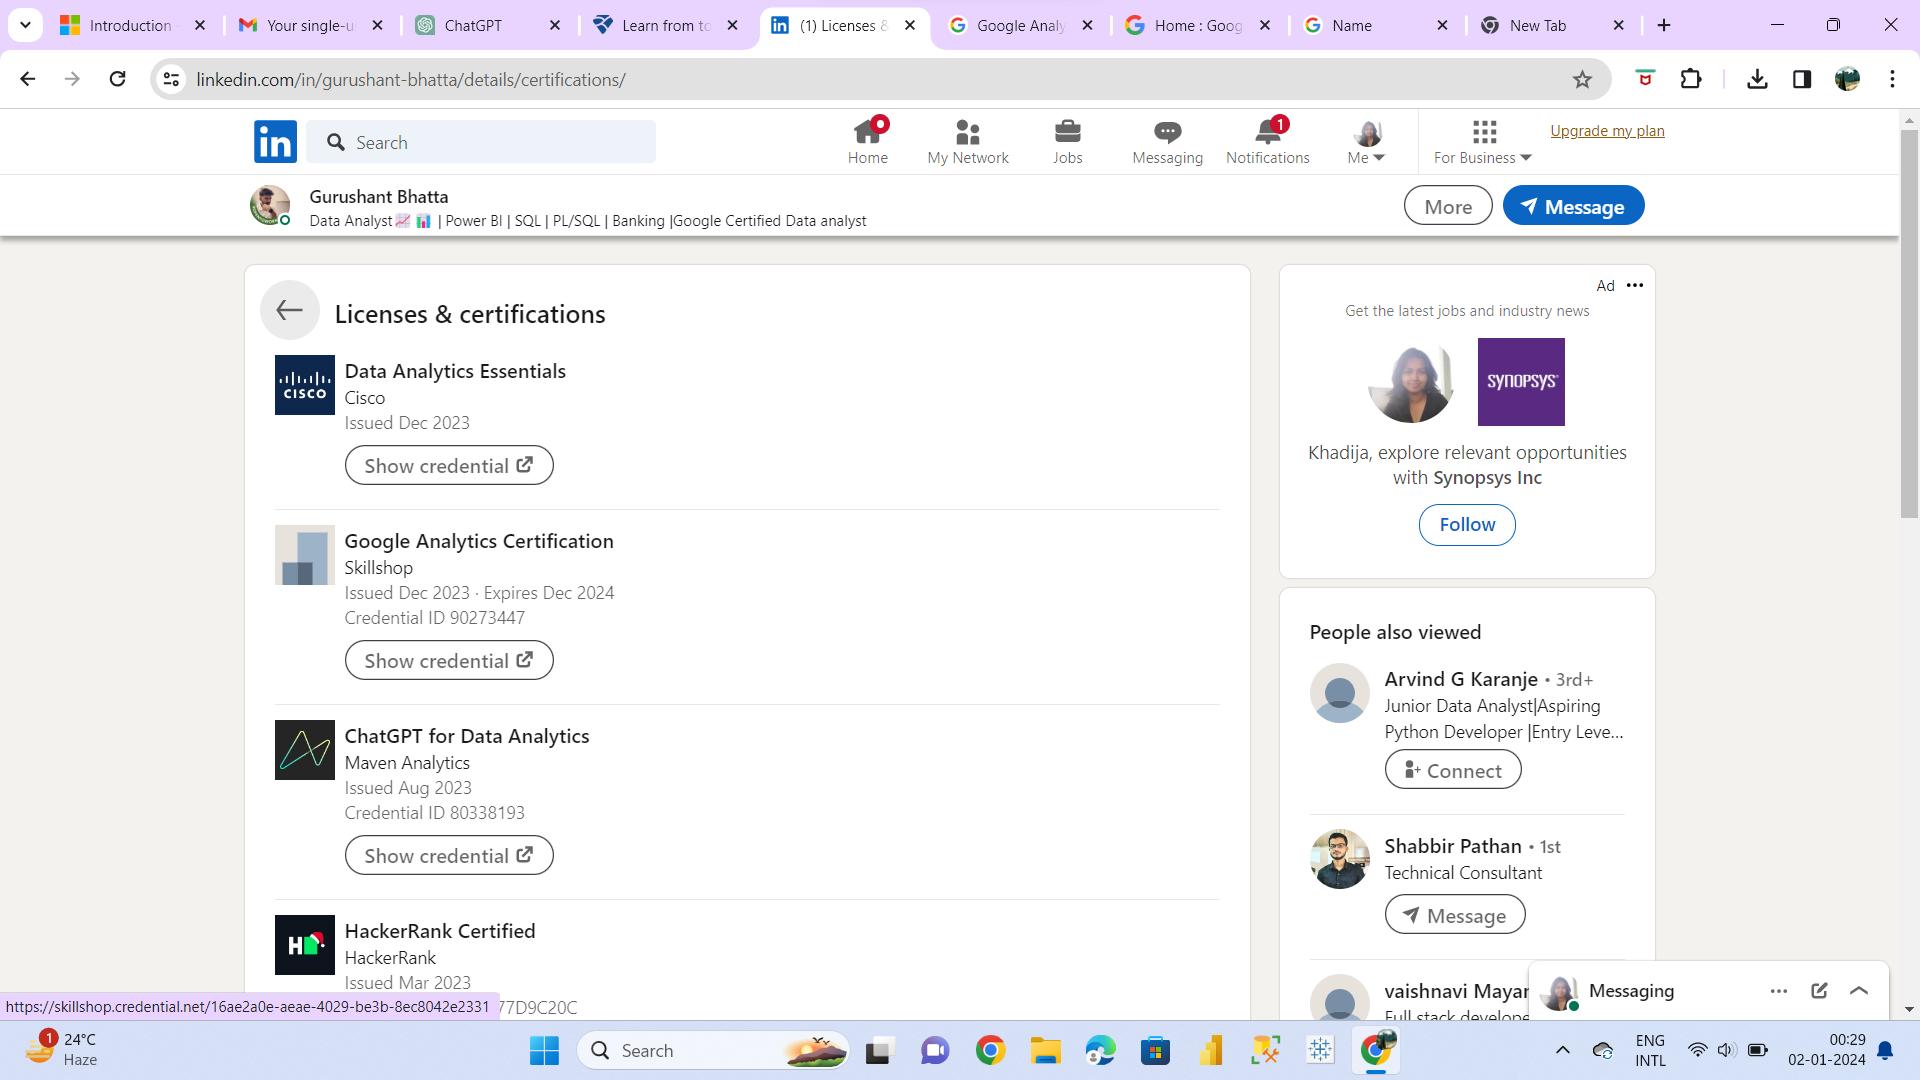 Introduction
Your single-u
ChatGPT
Learn from to
(1) Licenses &
Google Analy
Home : Goog
Name
New Tab
linkedin.com/in/gurushant-bhatta/details/certifications/
in
Search
Home
My Network
Jobs
Messaging
1
Notifications
Me
For Business
Upgrade my plan
Gurushant Bhatta
Data Analyst📈 📊 | Power BI | SQL | PL/SQL | Banking |Google Certified Data analyst
More
Message
Licenses & certifications
CISCO
Data Analytics Essentials
Cisco
Issued Dec 2023
Show credential
Google Analytics Certification
Skillshop
Issued Dec 2023 · Expires Dec 2024
Credential ID 90273447
Show credential
ChatGPT for Data Analytics
Maven Analytics
Issued Aug 2023
Credential ID 80338193
Show credential
H
HackerRank Certified
HackerRank
Issued Mar 2023
77D9C20C
https://skillshop.credential.net/16ae2a0e-aeae-4029-be3b-8ec8042e2331
Ad
Get the latest jobs and industry news
SYNOPSYS
Khadija, explore relevant opportunities
with Synopsys Inc
Follow
People also viewed
Arvind G Karanje • 3rd+
Junior Data Analyst|Aspiring
Python Developer |Entry Leve...
Connect
Shabbir Pathan • 1st
Technical Consultant
Message
vaishnavi Mayar
Full stack develope
Messaging
1
24°C
Haze
Search
ENG
INTL
00:29
02-01-2024